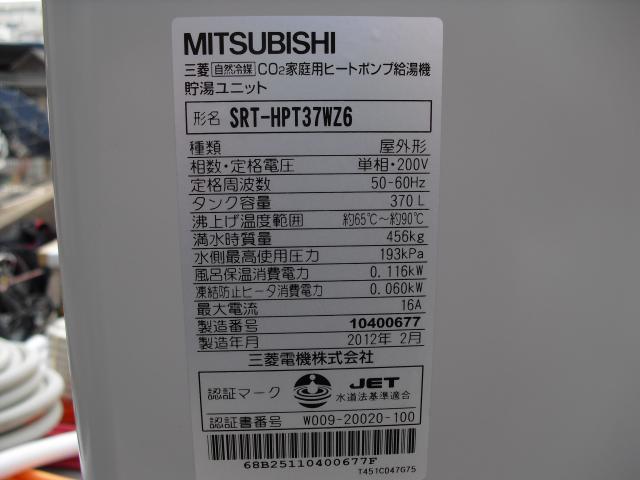 MITSUBISHI
三菱 自然冷媒 CO2家庭用ヒートポンプ給湯機
貯湯ユニット
形名 SRT-HPT37WZ6
種類 屋外形
相数・定格電圧 単相・200V
定格周波数 50-60Hz
タンク容量 370L
沸上げ温度範囲 約65℃～約90℃
満水時質量 456kg
水側最高使用圧力 193kPa
風呂保温消費電力 0.116kW
凍結防止ヒータ消費電力 0.060kW
最大電流 16A
製造番号 10400677
製造年月 2012年 2月
三菱電機株式会社
認証マーク JET
水道法基準適合
認証書番号 W009-20020-100
68B25110400677F
T451CD47G75